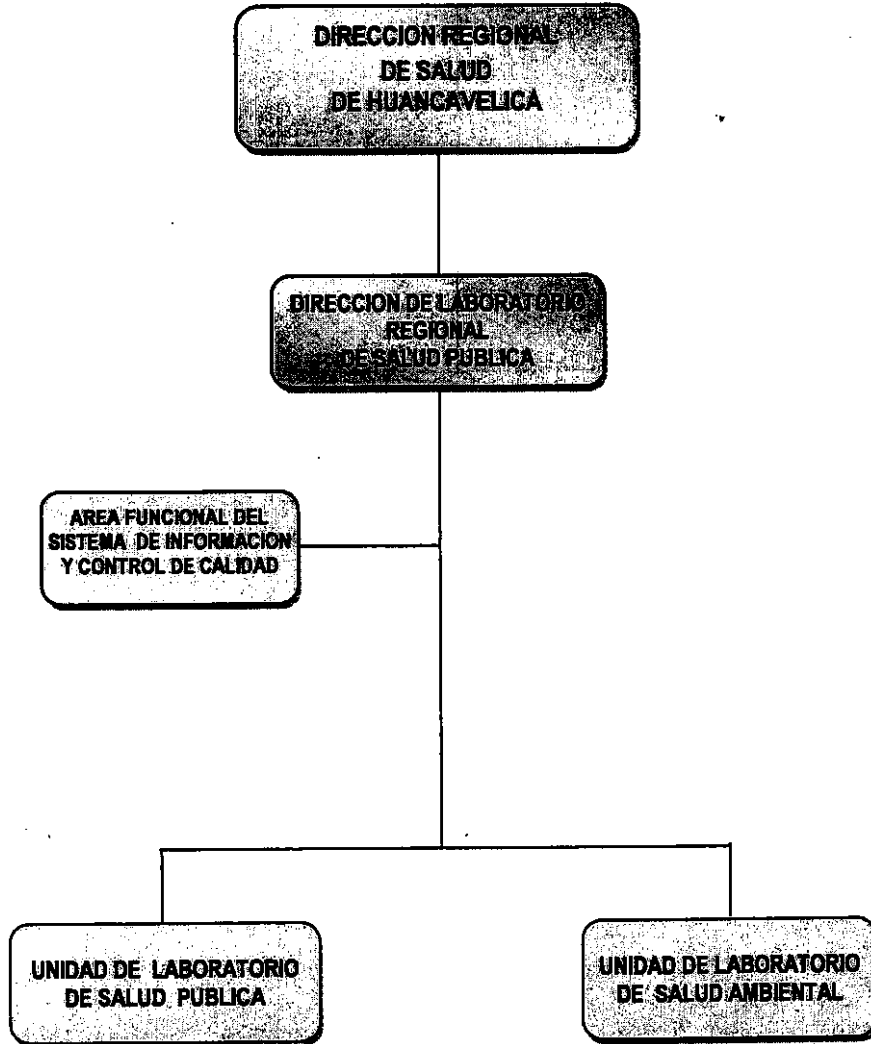 DIRECCION REGIONAL
DE SALUD
DE HUANCAVELICA
DIRECCION DE LABORATORIO
REGIONAL
DE SALUD PUBLICA
AREA FUNCIONAL DEL
SISTEMA DE INFORMACION
Y CONTROL DE CALIDAD
UNIDAD DE LABORATORIO
DE SALUD PUBLICA
UNIDAD DE LABORATORIO
DE SALUD AMBIENTAL